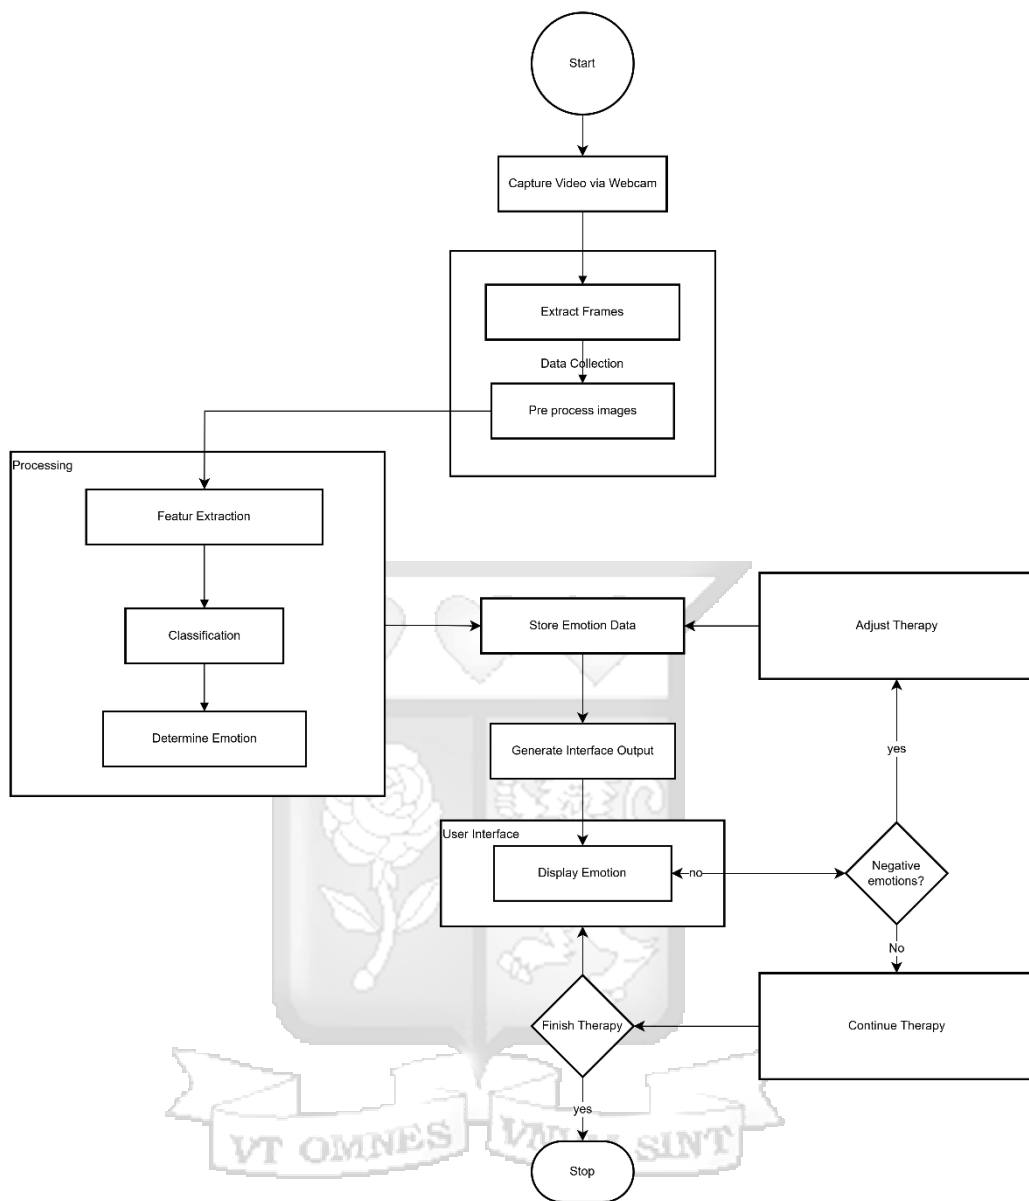 Start
Capture Video via Webcam
Extract Frames
Data Collection
Pre process images
Processing
Featur Extraction
Classification
Determine Emotion
Store Emotion Data
Adjust Therapy
Generate Interface Output
yes
User Interface
Display Emotion
no
Negative
emotions?
No
Finish Therapy
Continue Therapy
yes
VT OMNES
SINT
Stop